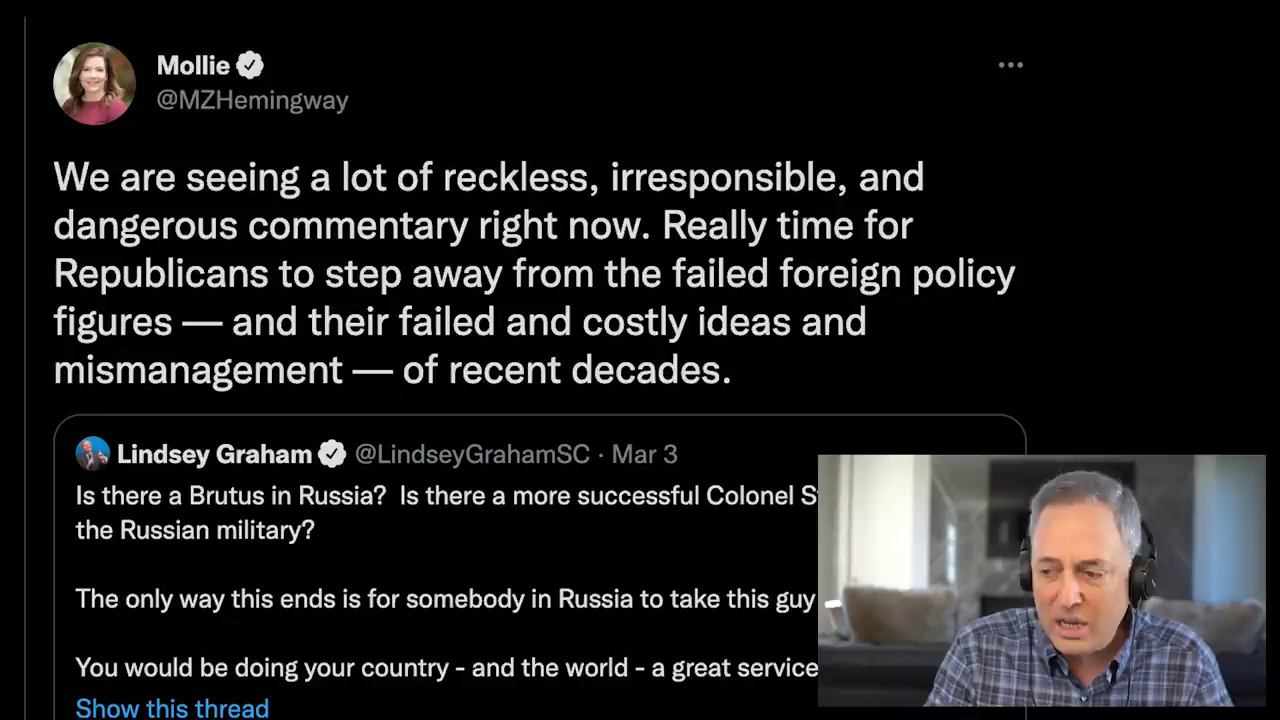 Mollie
@MZHemingway
We are seeing a lot of reckless, irresponsible, and
dangerous commentary right now. Really time for
Republicans to step away from the failed foreign policy
figures — and their failed and costly ideas and
mismanagement — of recent decades.
Lindsey Graham @LindseyGrahamSC · Mar 3
Is there a Brutus in Russia?  Is there a more successful Colonel
the Russian military?
The only way this ends is for somebody in Russia to take this guy
You would be doing your country - and the world - a great service
Show this thread